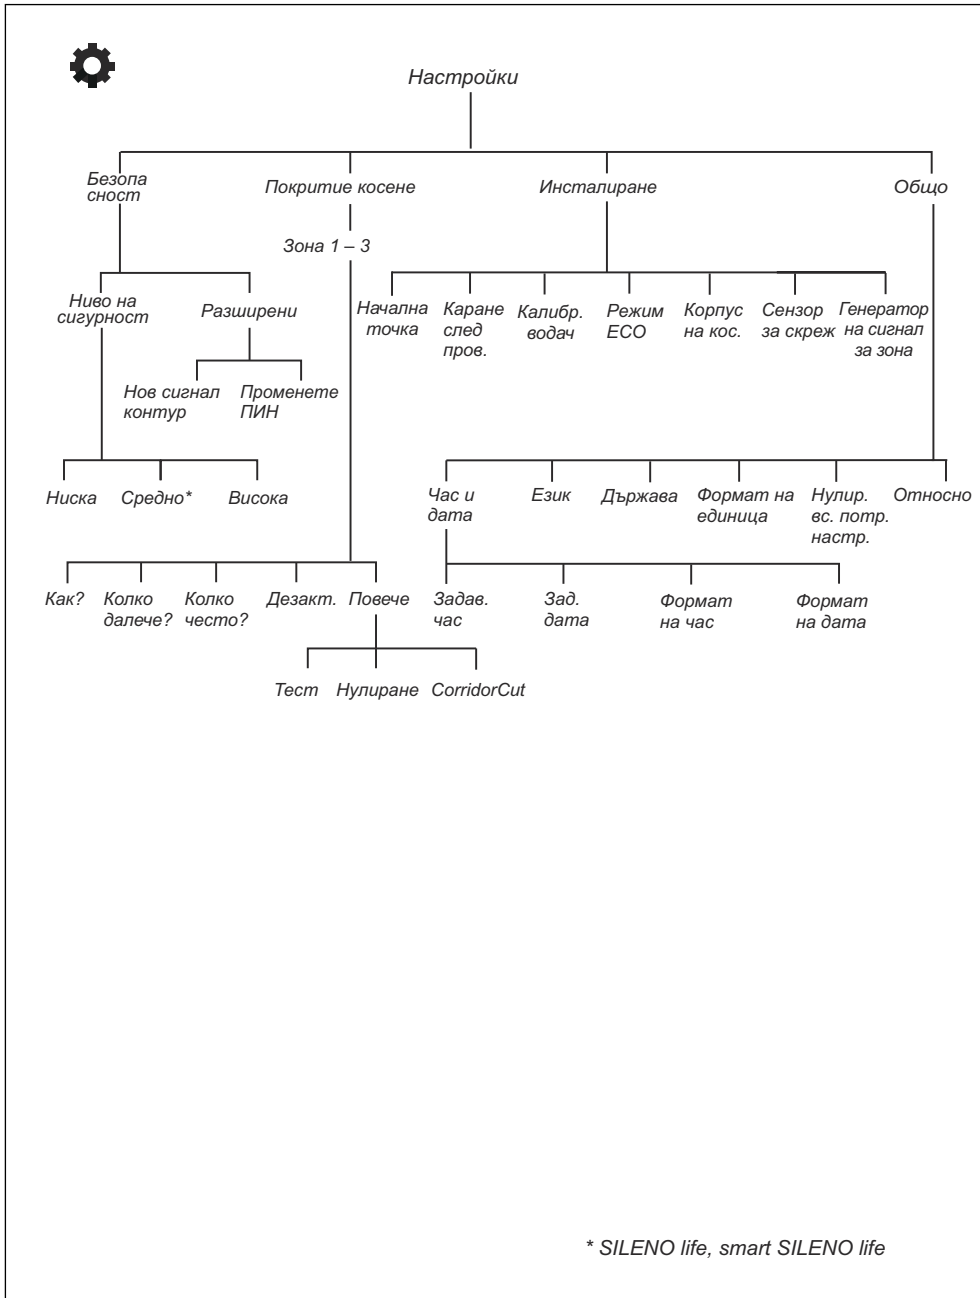 Настройки
Безопа
сност
Покритие косене
Инсталиране
Общо
Зона 1 – 3
Ниво на
сигурност
Разширени
Начална
точка
Каране
след
пров.
Калибр.
водач
Режим
ECO
Корпус
на кос.
Сензор
за скреж
Генератор
на сигнал
за зона
Нов сигнал
контур
Променете
ПИН
Ниска
Средно*
Висока
Час и
дата
Език
Държава
Формат на
единица
Нулир.
вс. потр.
настр.
Относно
Как?
Колко
далече?
Колко
често?
Дезакт.
Повече
Задав.
час
Зад.
дата
Формат
на час
Формат
на дата
Тест
Нулиране
CorridorCut
* SILENO life, smart SILENO life